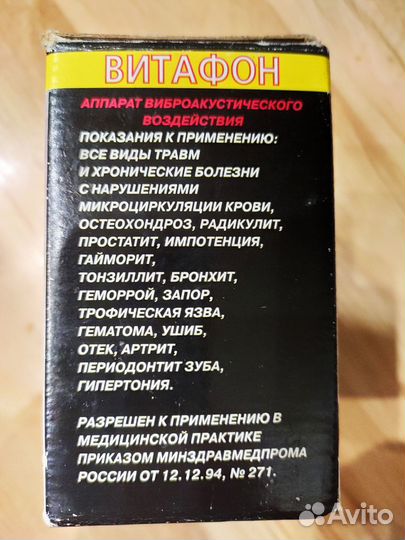 ВИТАФОН
АППАРАТ ВИБРОАКУСТИЧЕСКОГО
ВОЗДЕЙСТВИЯ
ПОКАЗАНИЯ К ПРИМЕНЕНИЮ:
ВСЕ ВИДЫ ТРАВМ
И ХРОНИЧЕСКИЕ БОЛЕЗНИ
С НАРУШЕНИЯМИ
МИКРОЦИРКУЛЯЦИИ КРОВИ,
ОСТЕОХОНДРОЗ, РАДИКУЛИТ,
ПРОСТАТИТ, ИМПОТЕНЦИЯ,
ГАЙМОРИТ,
ТОНЗИЛЛИТ, БРОНХИТ,
ГЕМОРРОЙ, ЗАПОР,
ТРОФИЧЕСКАЯ ЯЗВА,
ГЕМАТОМА, УШИБ,
ОТЕК, АРТРИТ,
ПЕРИОДОНТИТ ЗУБА,
ГИПЕРТОНИЯ.
РАЗРЕШЕН К ПРИМЕНЕНИЮ В
МЕДИЦИНСКОЙ ПРАКТИКЕ
ПРИКАЗОМ МИНЗДРАВМЕДПРОМА
РОССИИ ОТ 12.12.94, № 271.
Avito